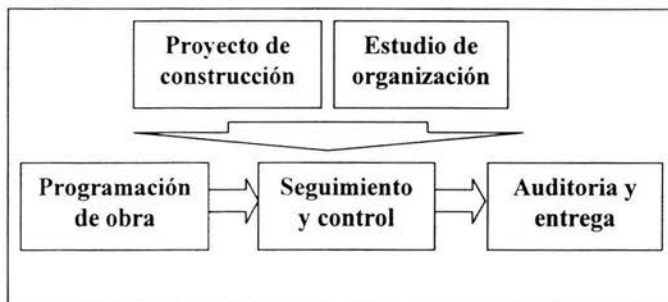 Proyecto de
construcción
Estudio de
organización
Programación
de obra
Seguimiento
y control
Auditoria y
entrega